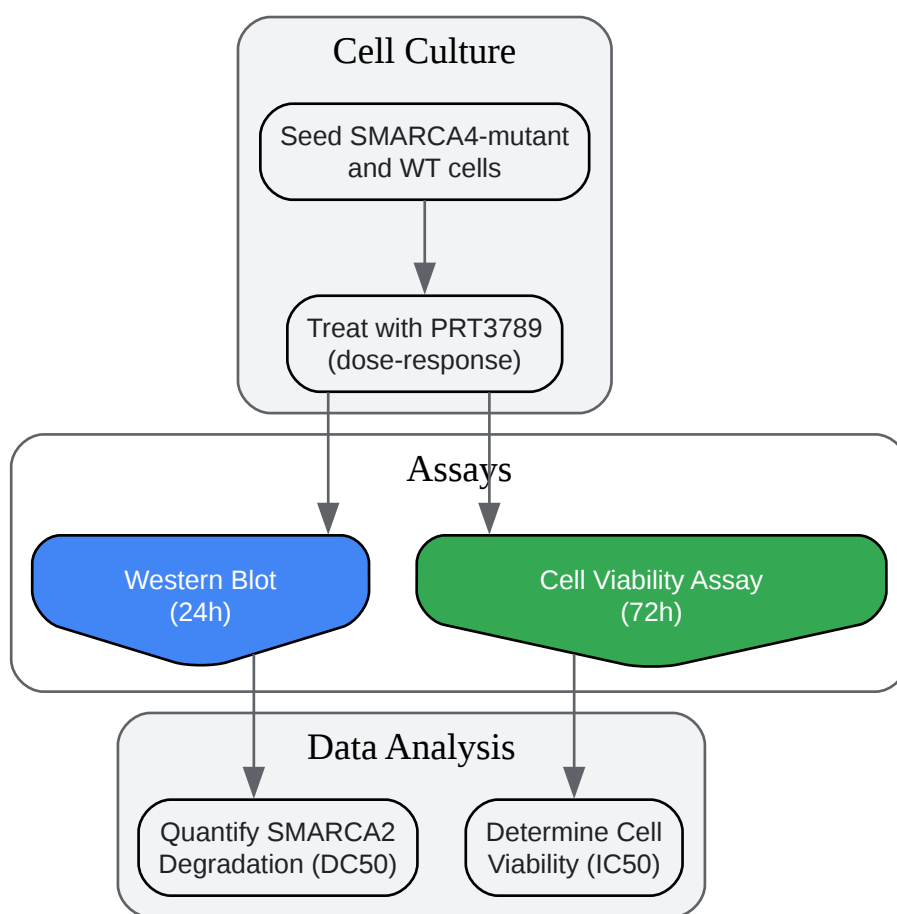 Cell Culture
Seed SMARCA4-mutant
and WT cells
Treat with PRT3789
(dose-response)
Assays
Western Blot
(24h)
Cell Viability Assay
(72h)
Data Analysis
Quantify SMARCA2
Degradation (DC50)
Determine Cell
Viability (IC50)